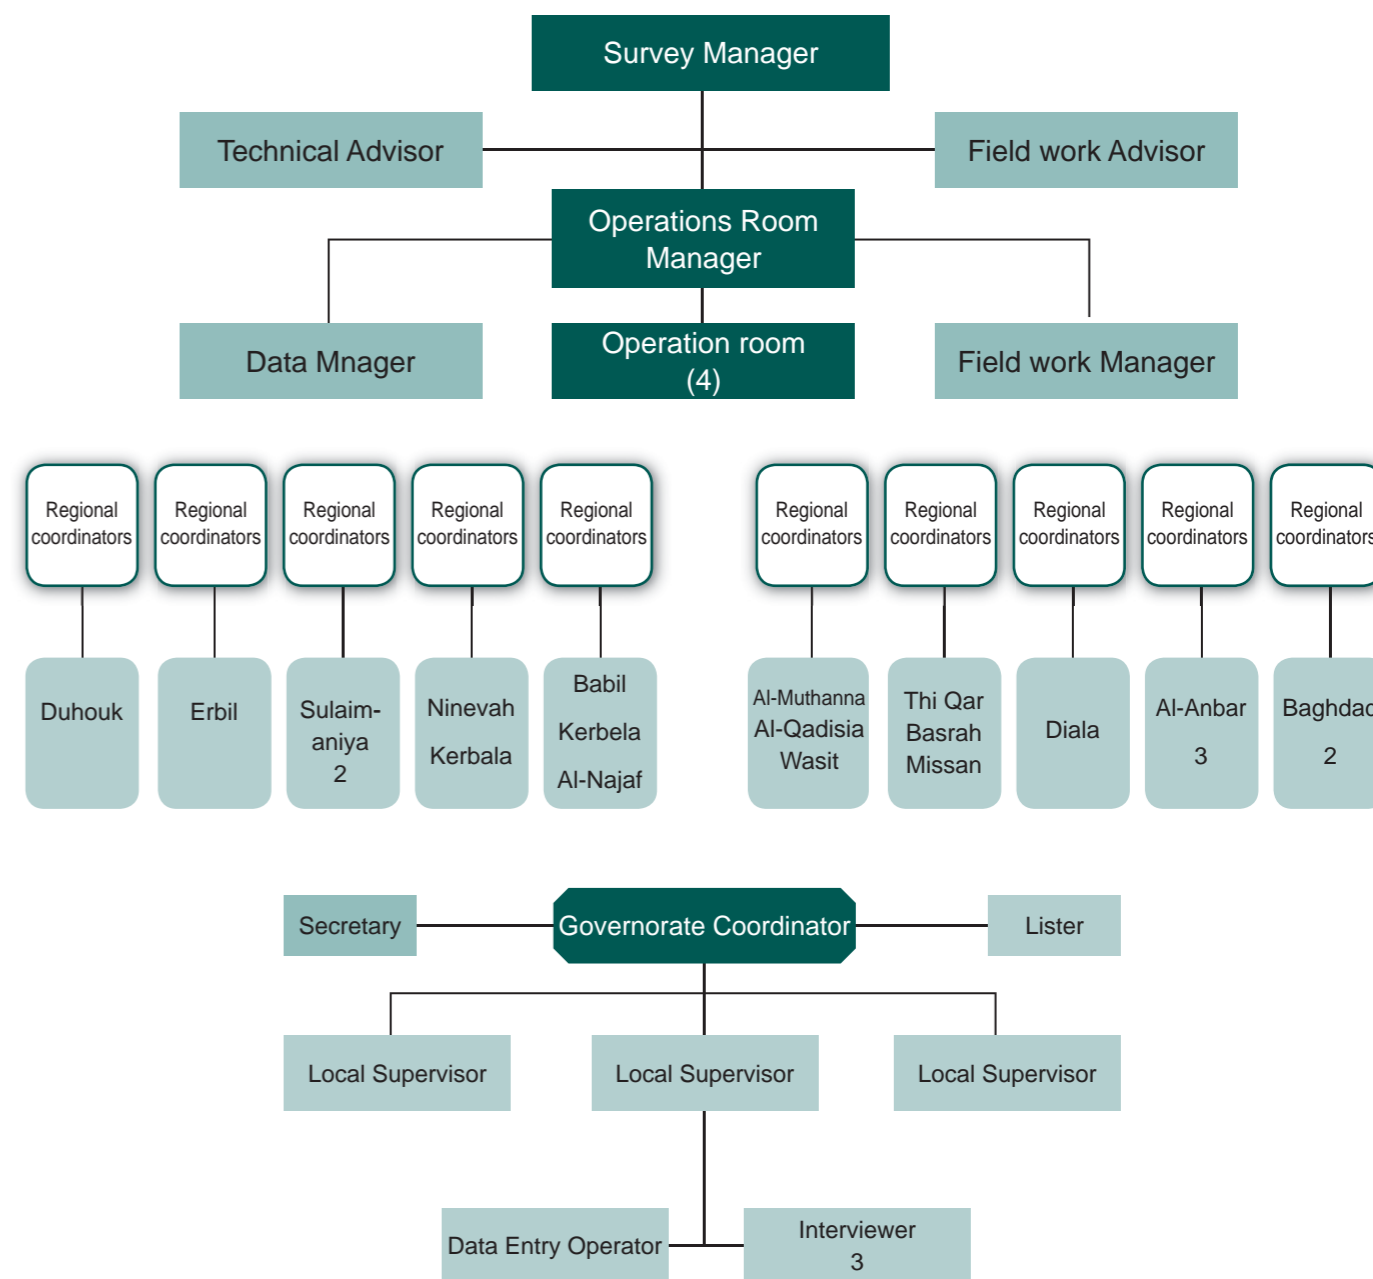 Survey Manager
Technical Advisor
Field work Advisor
Operations Room
Manager
Data Mnager
Operation room
(4)
Field work Manager
Regional
coordinators
Regional
coordinators
Regional
coordinators
Regional
coordinators
Regional
coordinators
Regional
coordinators
Regional
coordinators
Regional
coordinators
Regional
coordinators
Regional
coordinators
Duhouk
Erbil
Sulaim-
aniya
2
Ninevah
Kerbala
Babil
Kerbela
Al-Najaf
Al-Muthanna
Al-Qadisia
Wasit
Thi Qar
Basrah
Missan
Diala
Al-Anbar
3
Baghdad
2
Secretary
Governorate Coordinator
Lister
Local Supervisor
Local Supervisor
Local Supervisor
Data Entry Operator
Interviewer
3